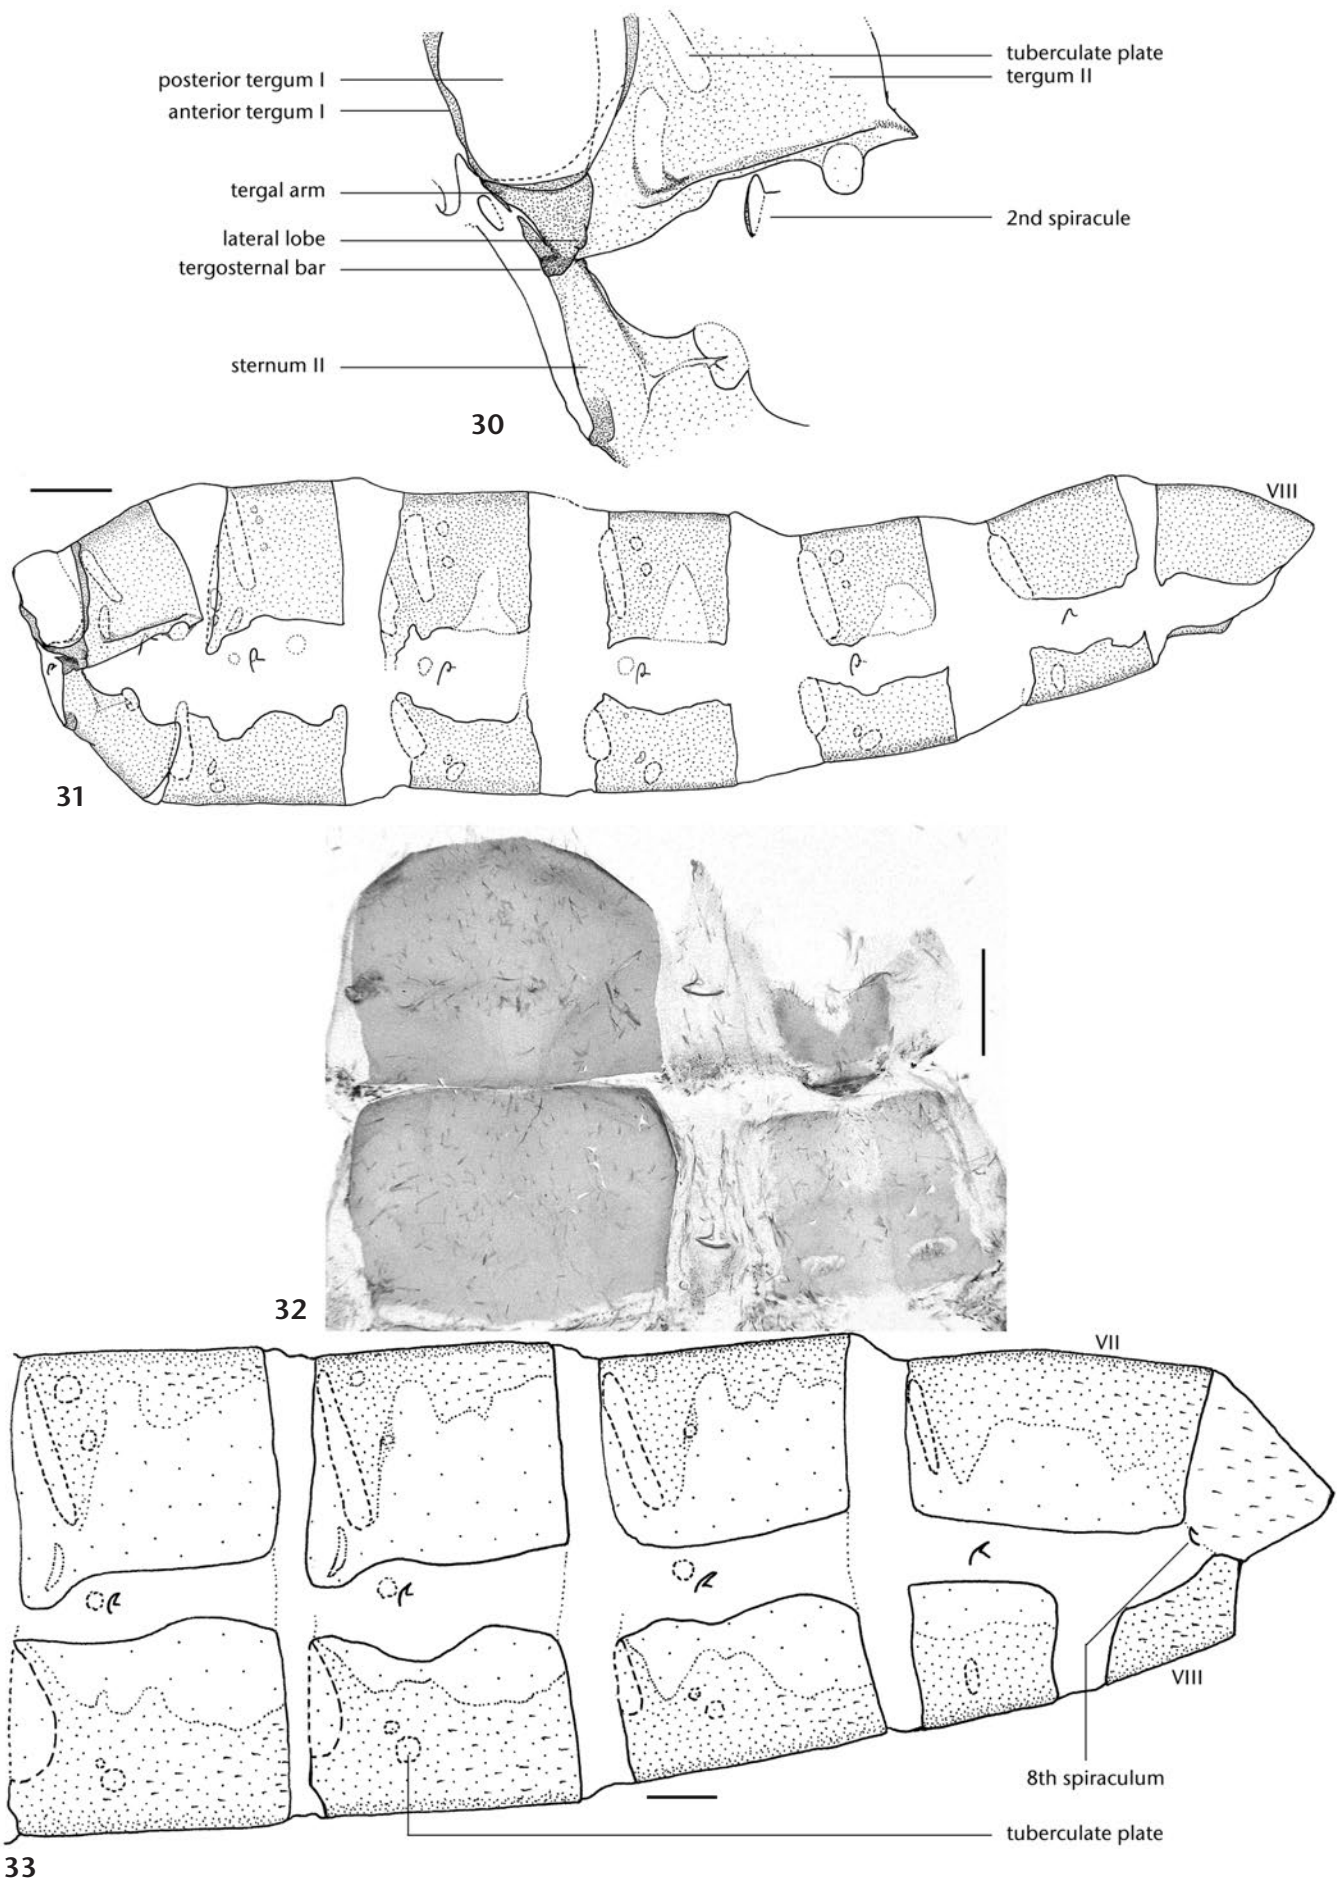 posterior tergum I
anterior tergum I
tergal arm
lateral lobe
tergosternal bar
sternum II
tuberculate plate
tergum II
2nd spiracule
30
VIII
31
32
VII
VIII
8th spiraculum
tuberculate plate
33